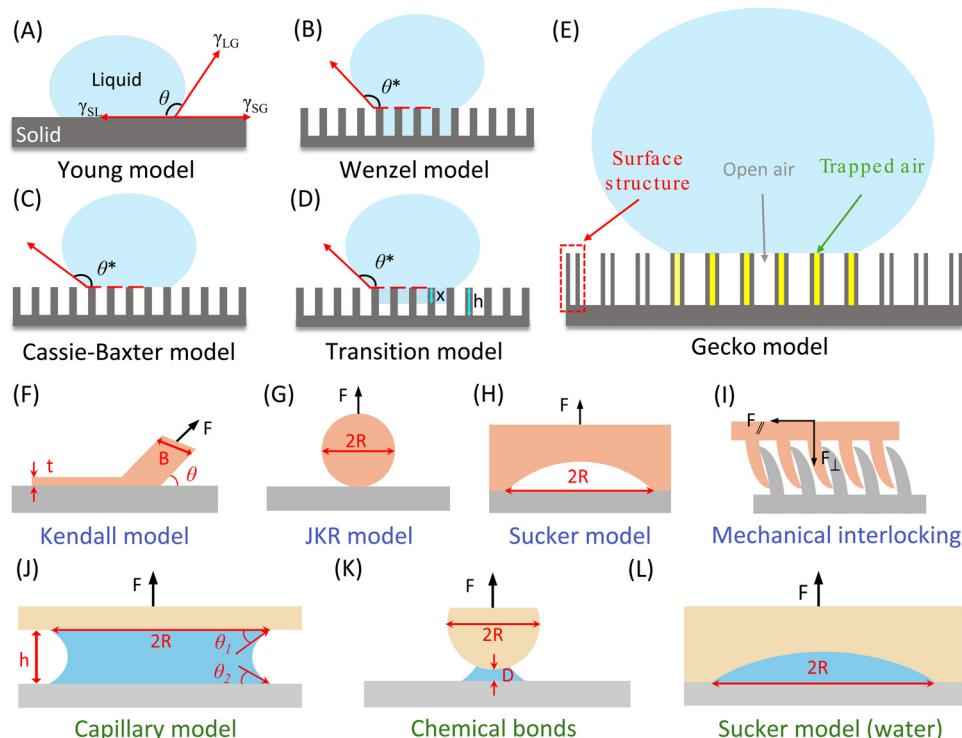 (A)
γLG
Liquid
θ
γSL
γSG
Solid
Young model
(B)
θ*
Wenzel model
(C)
θ*
Cassie-Baxter model
(D)
θ*
x
h
Transition model
(E)
Surface
structure
Open air
Trapped air
Gecko model
(F)
F
t
B
θ
Kendall model
(G)
F
2R
JKR model
(H)
F
2R
Sucker model
(I)
F//
F⊥
Mechanical interlocking
(J)
F
2R
h
θ1
θ2
Capillary model
(K)
F
2R
D
Chemical bonds
(L)
F
2R
Sucker model (water)